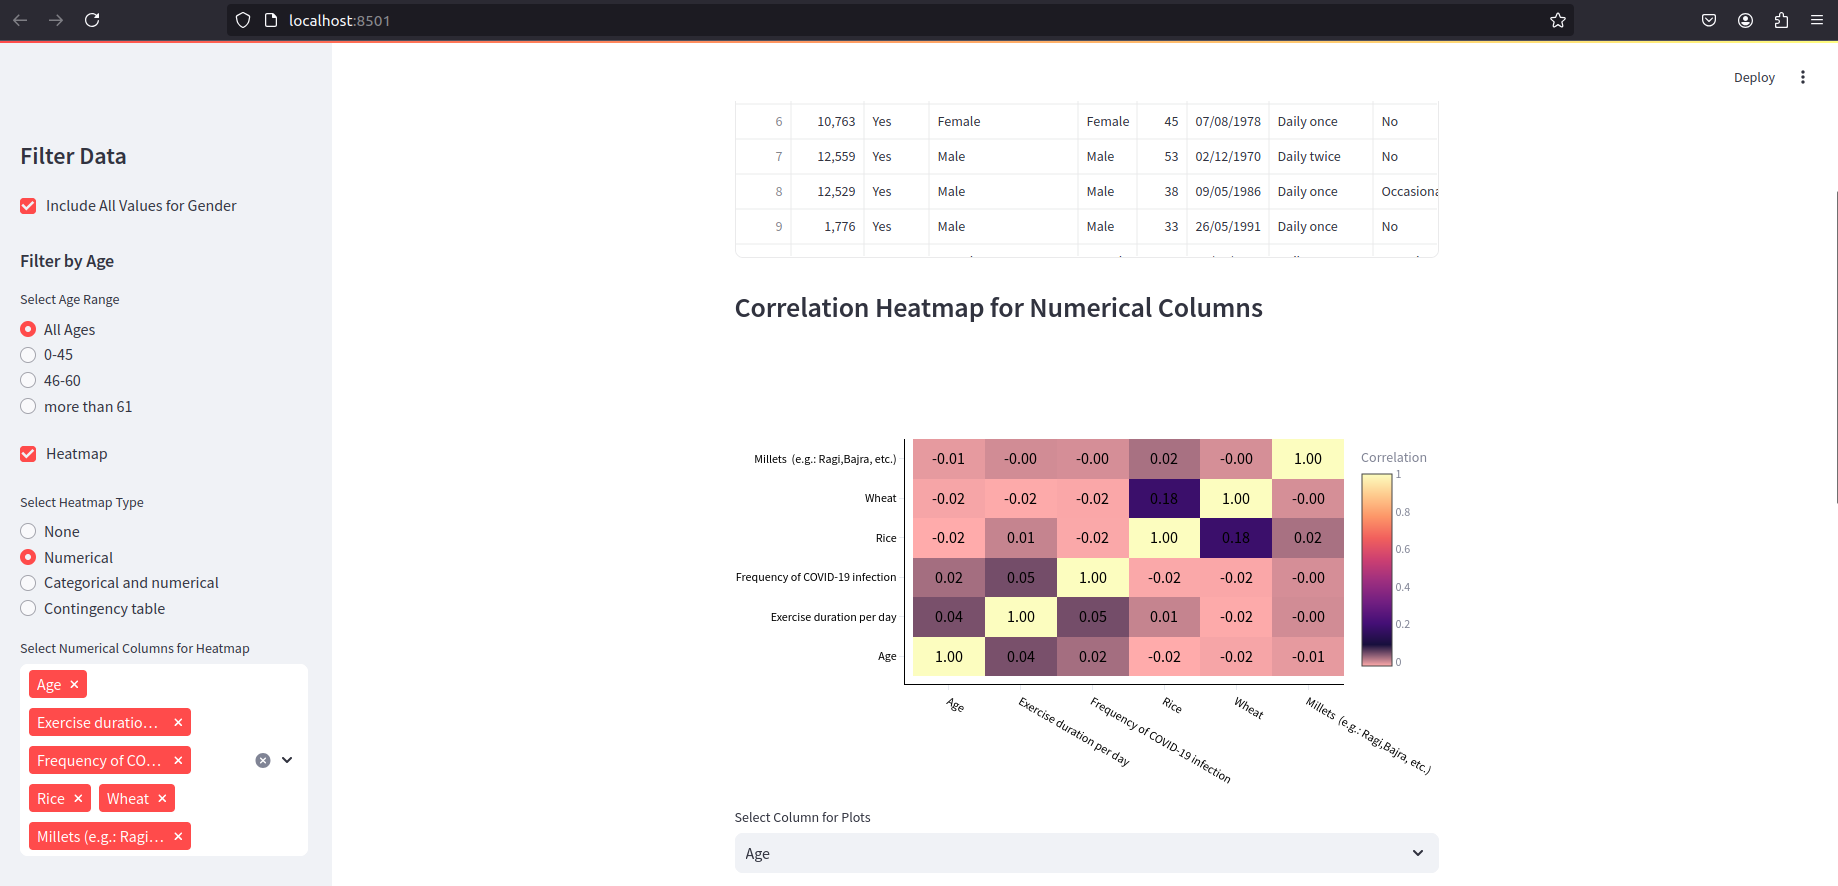 localhost:8501
Deploy
Filter Data
Include All Values for Gender
Filter by Age
Select Age Range
All Ages
0-45
46-60
more than 61
Heatmap
Select Heatmap Type
None
Numerical
Categorical and numerical
Contingency table
Select Numerical Columns for Heatmap
Age
Exercise duratio...
Frequency of CO...
Rice Wheat
Millets (e.g.: Ragi...
6 10,763 Yes Female Female 45 07/08/1978 Daily once No
7 12,559 Yes Male Male 53 02/12/1970 Daily twice No
8 12,529 Yes Male Male 38 09/05/1986 Daily once Occasiona
9 1,776 Yes Male Male 33 26/05/1991 Daily once No
Correlation Heatmap for Numerical Columns
Millets (e.g.: Ragi,Bajra, etc.) -0.01 -0.00 -0.00 0.02 -0.00 1.00
Wheat -0.02 -0.02 -0.02 0.18 1.00 -0.00
Rice -0.02 0.01 -0.02 1.00 0.18 0.02
Frequency of COVID-19 infection 0.02 0.05 1.00 -0.02 -0.02 -0.00
Exercise duration per day 0.04 1.00 0.05 0.01 -0.02 -0.00
Age 1.00 0.04 0.02 -0.02 -0.02 -0.01
Age
Exercise duration per day
Frequency of COVID-19 infection
Rice
Wheat
Millets (e.g.: Ragi,Bajra, etc.)
Correlation
1
0.8
0.6
0.4
0.2
0
Select Column for Plots
Age